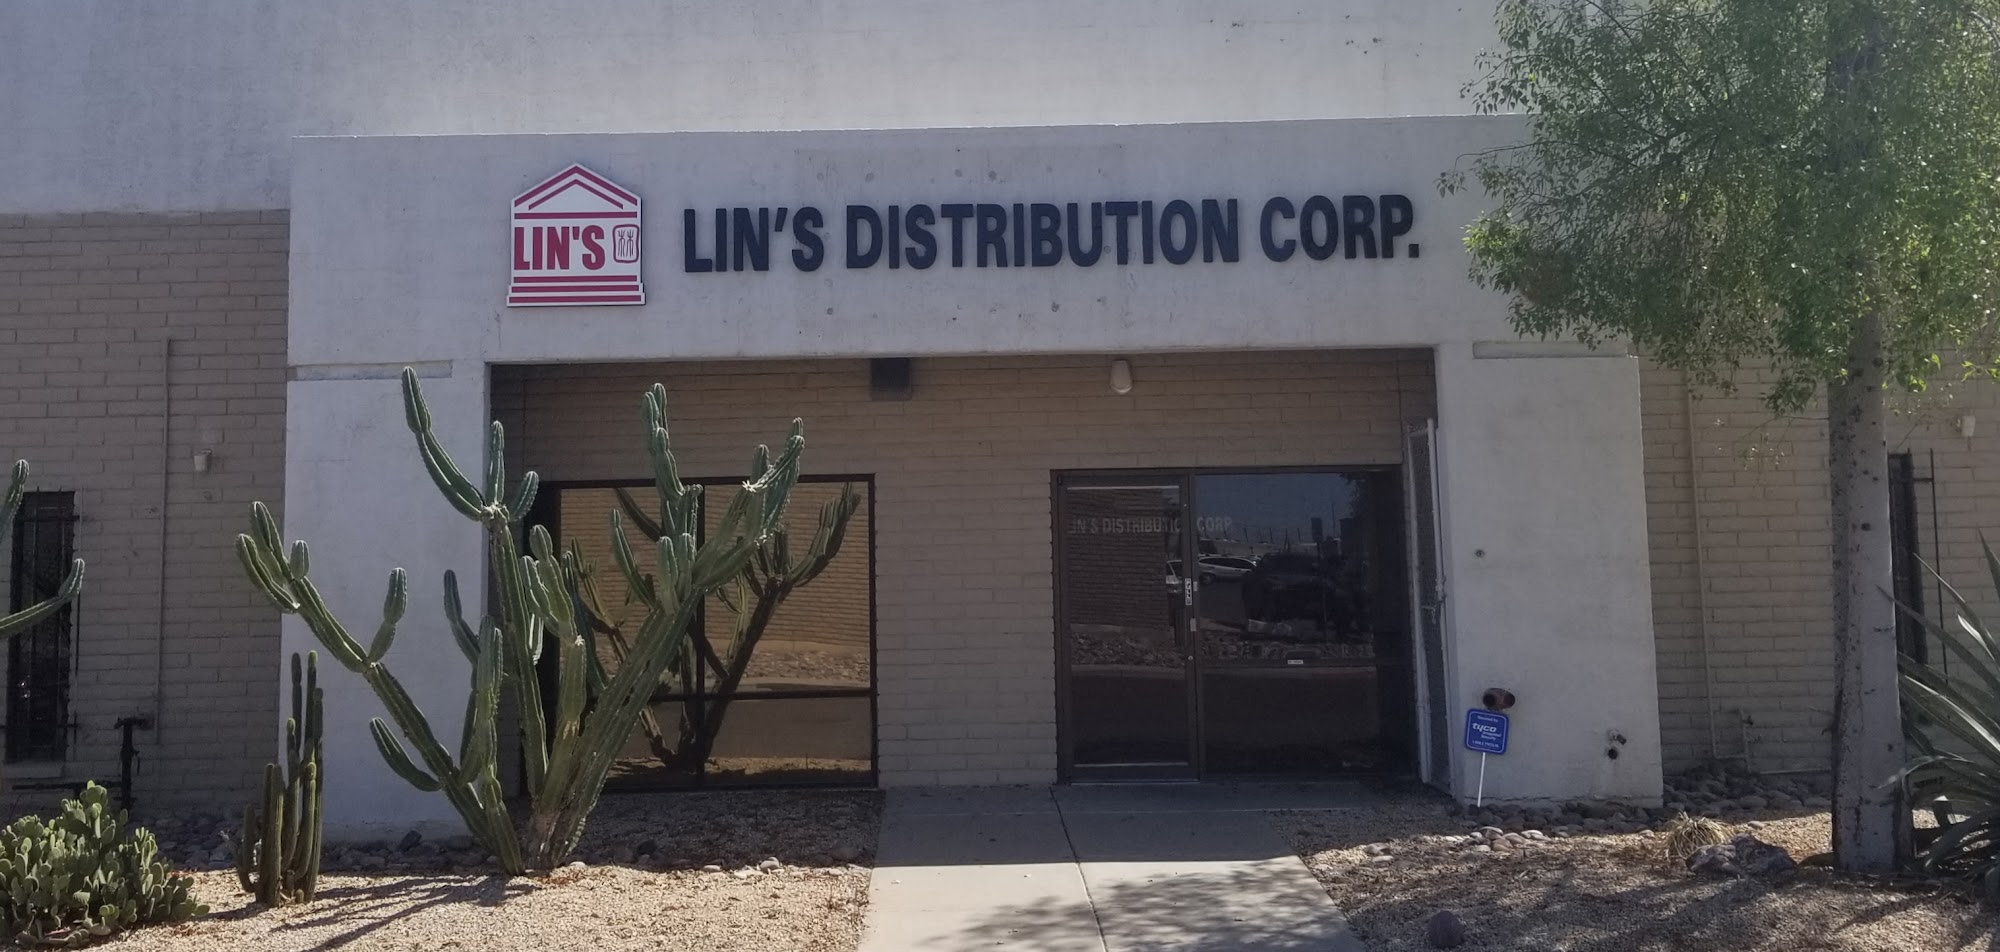 LIN'S
LIN'S DISTRIBUTION CORP.
LIN'S DISTRIBUTION CORP.
tyco